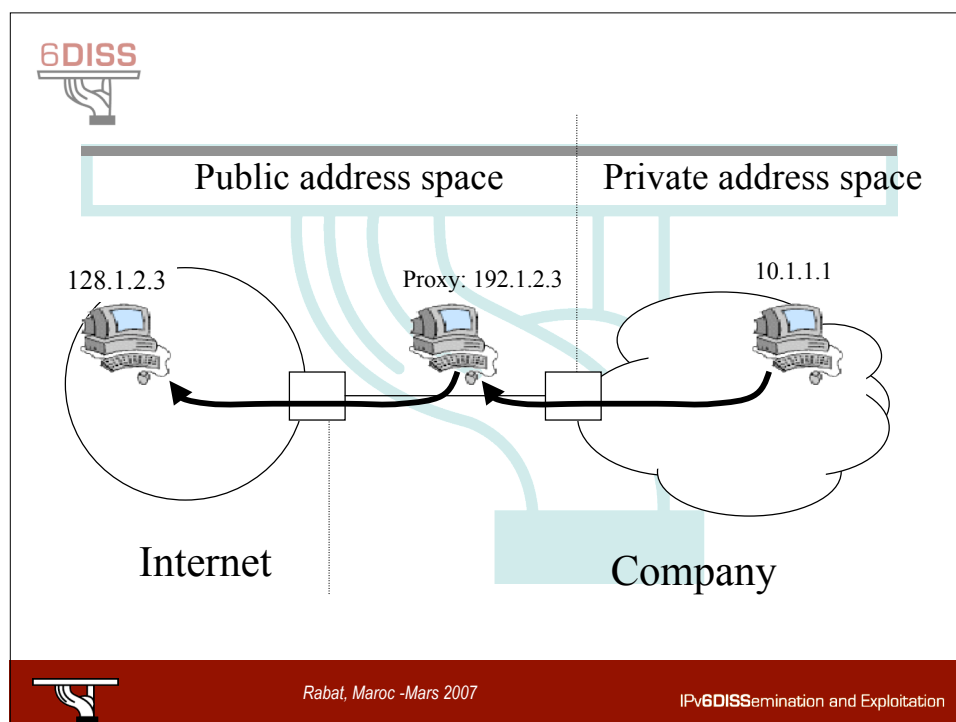 6DISS
Public address space
Private address space
128.1.2.3
Proxy: 192.1.2.3
10.1.1.1
Internet
Company
Rabat, Maroc -Mars 2007
IPv6DISSemination and Exploitation